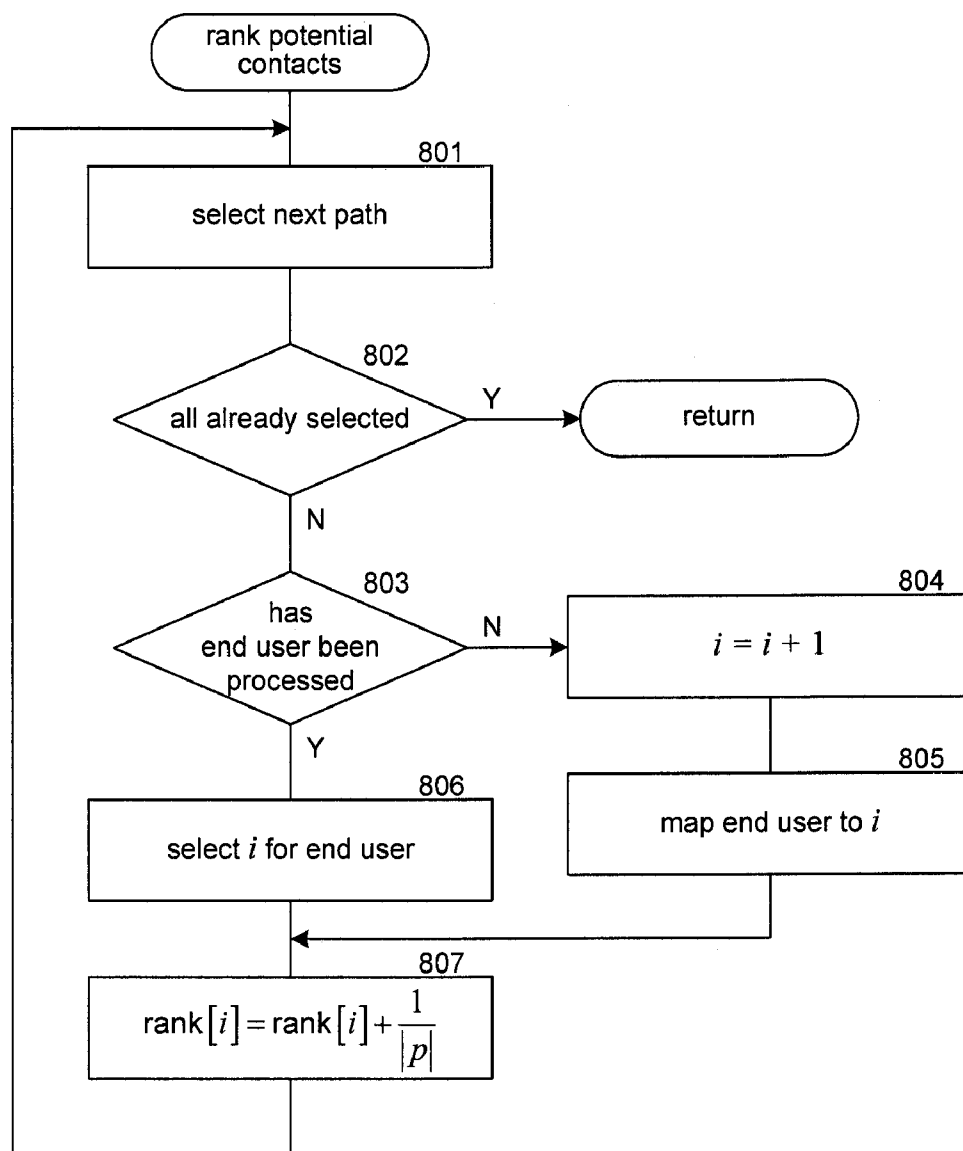 rank potential
contacts
801
select next path
802
all already selected
Y
return
N
803
has
end user been
processed
N
804
i = i + 1
Y
805
map end user to i
806
select i for end user
807
rank[i] = rank[i] + 1/|p|